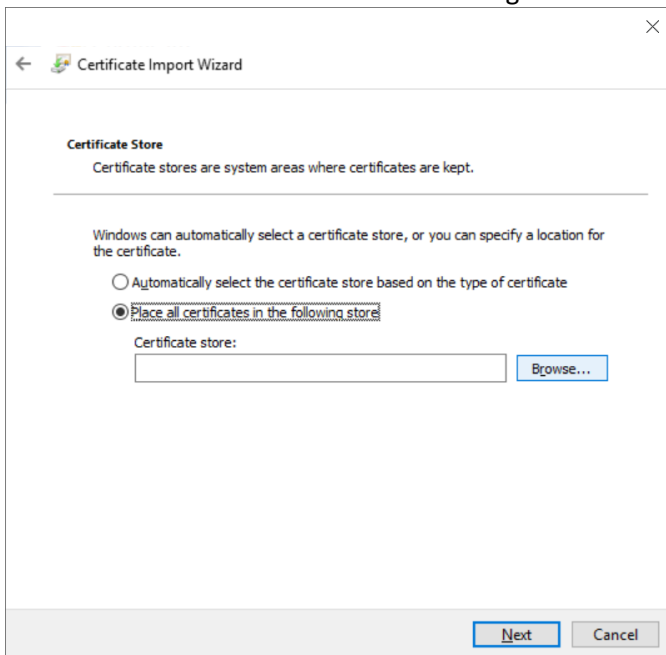 Certificate Import Wizard
Certificate Store
Certificate stores are system areas where certificates are kept.
Windows can automatically select a certificate store, or you can specify a location for
the certificate.
Automatically select the certificate store based on the type of certificate
Place all certificates in the following store
Certificate store:
Browse...
Next
Cancel